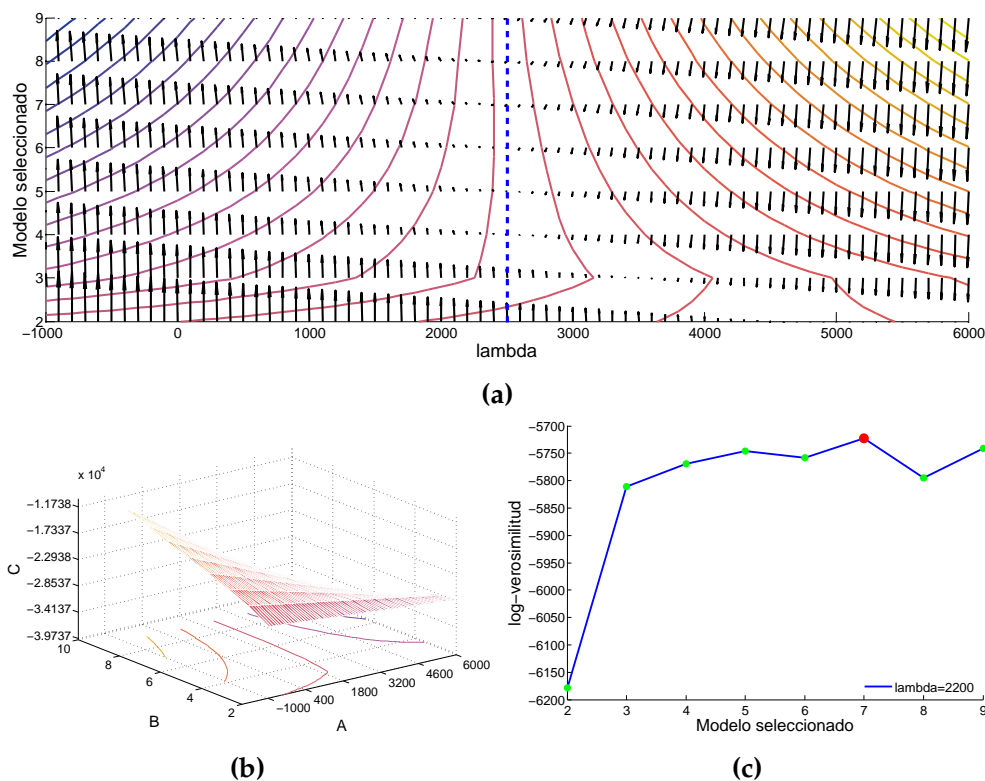 9
8
7
6
5
4
3
2
Modelo seleccionado
−1000 0 1000 2000 3000 4000 5000 6000
lambda
(a)
x 10^4
−1.1738
−1.7337
−2.2938
−2.8537
−3.4137
−3.9737
C
10
8
6
4
2
B
−1000 400 1800 3200 4600 6000
A
(b)
−5700
−5750
−5800
−5850
−5900
−5950
−6000
−6050
−6100
−6150
−6200
log−verosimilitud
lambda=2200
2 3 4 5 6 7 8 9
Modelo seleccionado
(c)